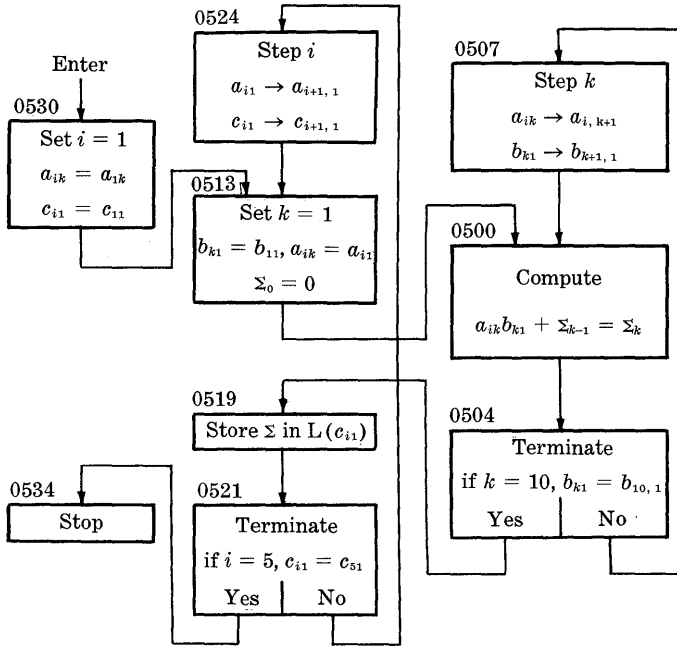 Enter
0530
Set i = 1
a_{ik} = a_{1k}
c_{i1} = c_{11}
0524
Step i
a_{i1} → a_{i+1, 1}
c_{i1} → c_{i+1, 1}
0513
Set k = 1
b_{k1} = b_{11}, a_{ik} = a_{i1}
Σ_0 = 0
0507
Step k
a_{ik} → a_{i, k+1}
b_{k1} → b_{k+1, 1}
0500
Compute
a_{ik}b_{k1} + Σ_{k-1} = Σ_k
0504
Terminate
if k = 10, b_{k1} = b_{10, 1}
Yes No
0519
Store Σ in L(c_{i1})
0521
Terminate
if i = 5, c_{i1} = c_{51}
Yes No
0534
Stop